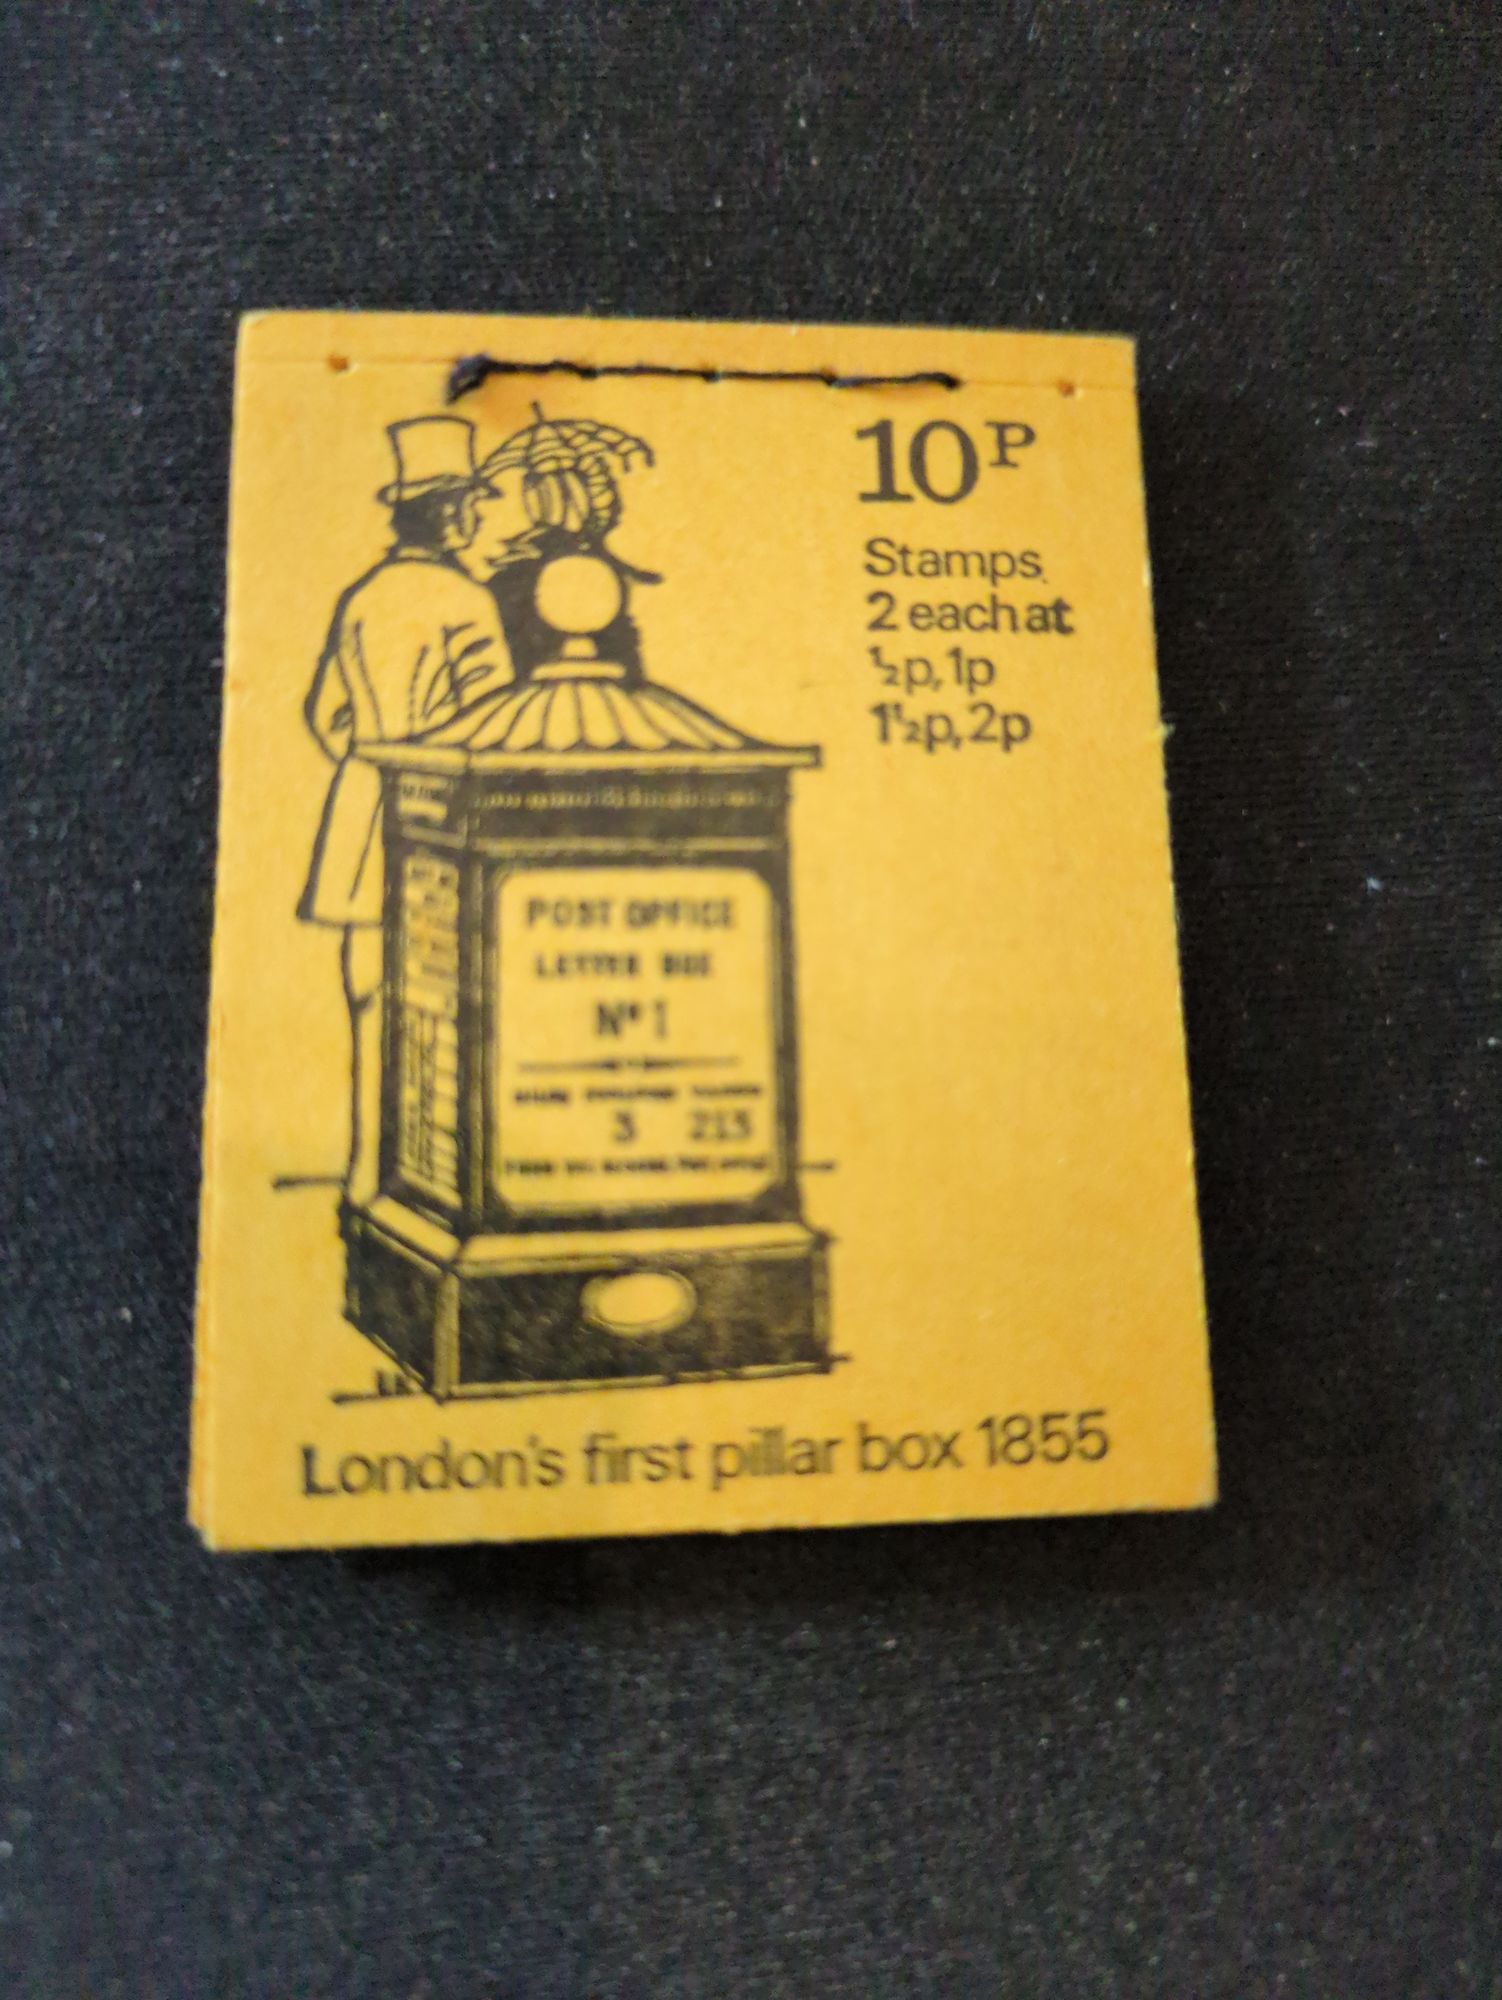 10P
Stamps
2 each at
½p, 1p
1½p, 2p
POST OFFICE
LETTER BOX
Nº 1
3 213
London's first pillar box 1855